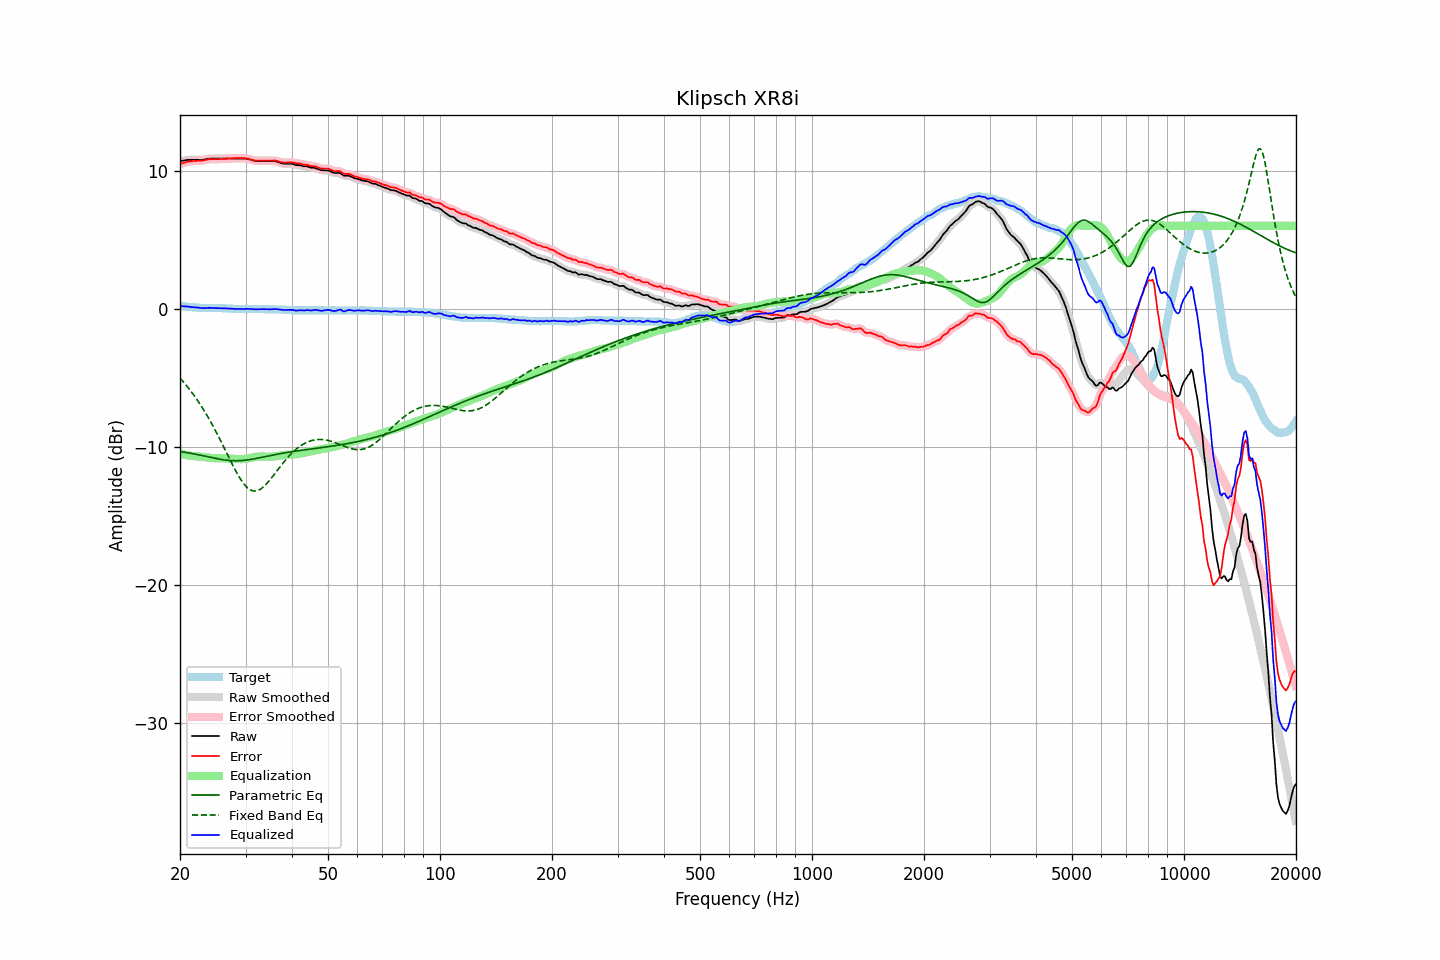 Klipsch XR8i
Amplitude (dBr)
10
0
−10
−20
−30
Target
Raw Smoothed
Error Smoothed
Raw
Error
Equalization
Parametric Eq
Fixed Band Eq
Equalized
20 50 100 200 500 1000 2000 5000 10000 20000
Frequency (Hz)